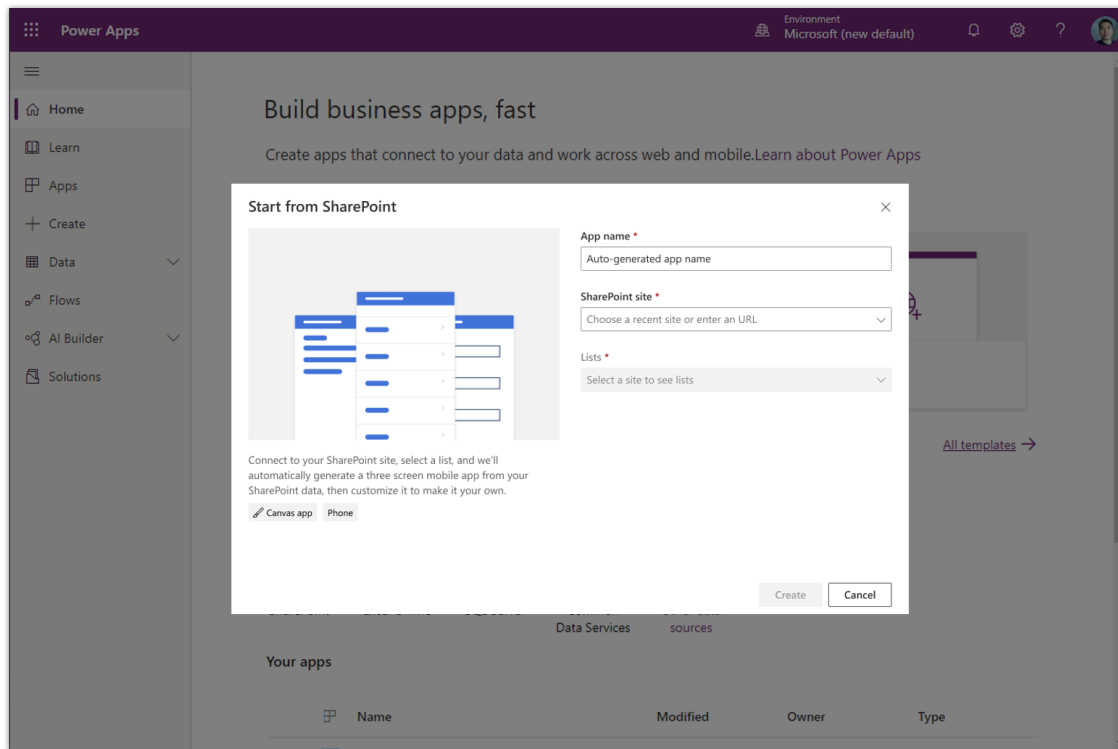 Power Apps
Environment
Microsoft (new default)
?
Home
Learn
Apps
Create
Data
Flows
AI Builder
Solutions
Build business apps, fast
Create apps that connect to your data and work across web and mobile.Learn about Power Apps
Start from SharePoint
App name *
Auto-generated app name
SharePoint site *
Choose a recent site or enter an URL
Lists *
Select a site to see lists
Connect to your SharePoint site, select a list, and we'll
automatically generate a three screen mobile app from your
SharePoint data, then customize it to make it your own.
Canvas app Phone
Create Cancel
All templates
Data Services sources
Your apps
Name Modified Owner Type